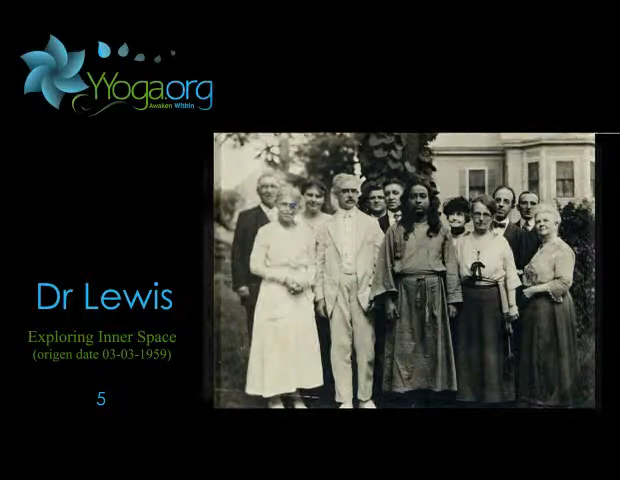 YYoga.org
Awaken Within
Dr Lewis
Exploring Inner Space
(origen date 03-03-1959)
5